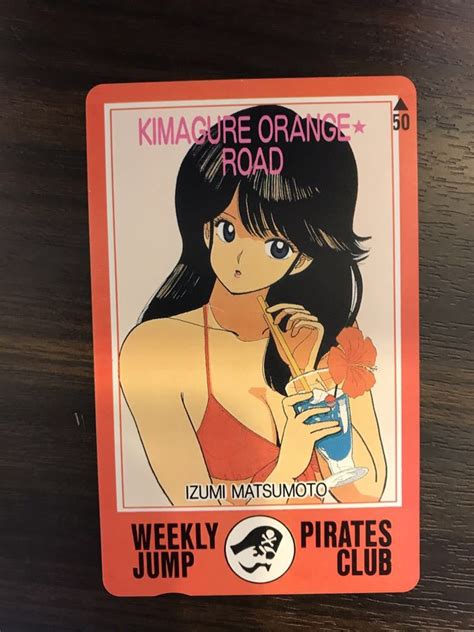 KIMAGURE ORANGE★
ROAD
50
IZUMI MATSUMOTO
WEEKLY
JUMP
PIRATES
CLUB